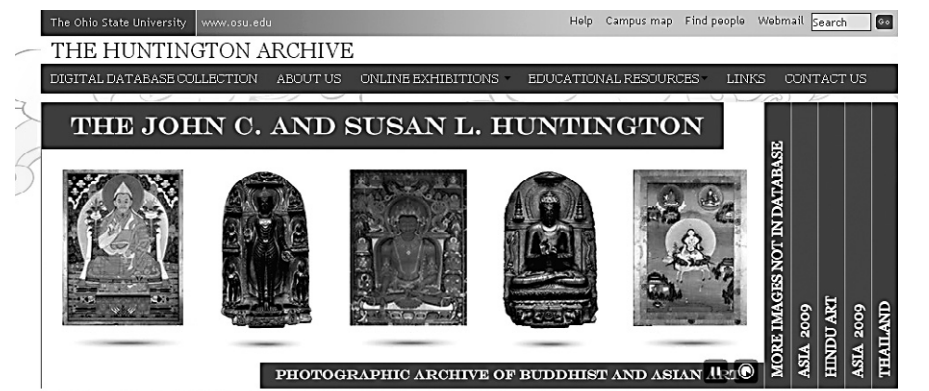 The Ohio State University www.osu.edu Help Campus map Find people Webmail Search Go
THE HUNTINGTON ARCHIVE
DIGITAL DATABASE COLLECTION ABOUT US ONLINE EXHIBITIONS EDUCATIONAL RESOURCES LINKS CONTACT US
THE JOHN C. AND SUSAN L. HUNTINGTON
PHOTOGRAPHIC ARCHIVE OF BUDDHIST AND ASIAN ART
MORE IMAGES NOT IN DATABASE
ASIA 2009
HINDU ART
ASIA 2009
THAILAND